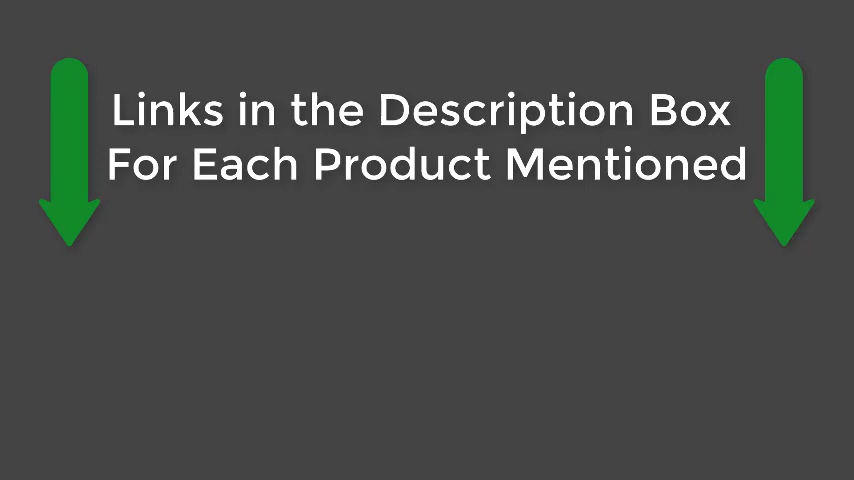 Links in the Description Box
For Each Product Mentioned